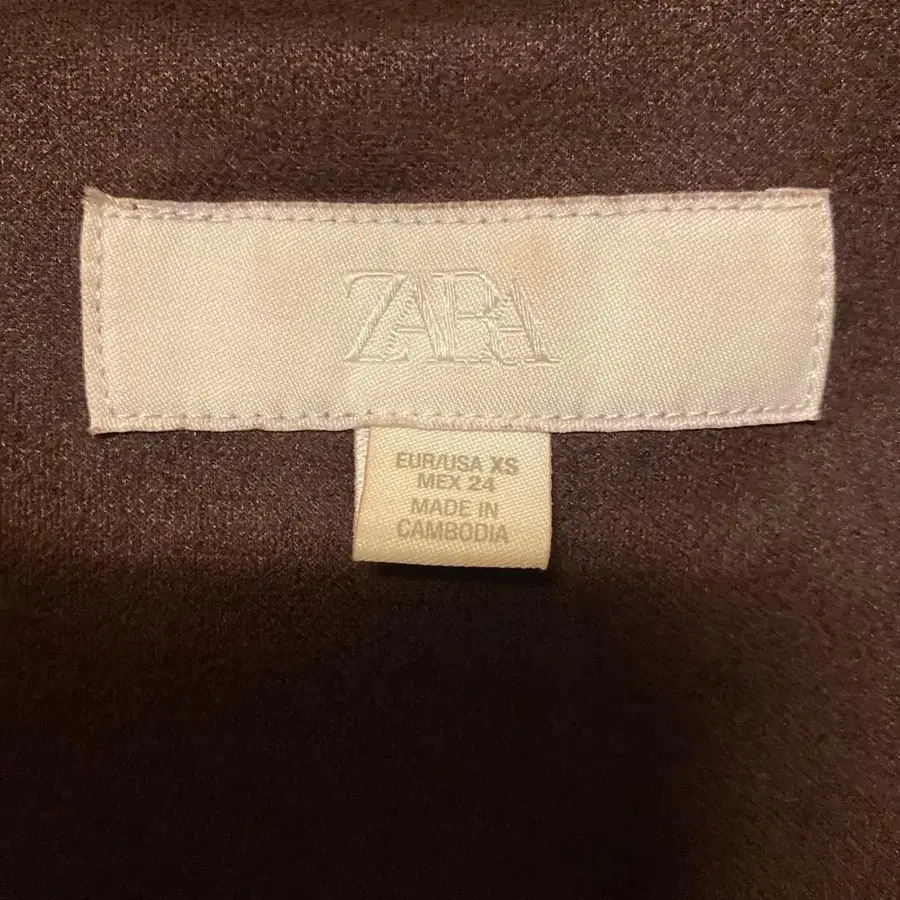 ZARA
EUR/USA XS
MEX 24
MADE IN
CAMBODIA